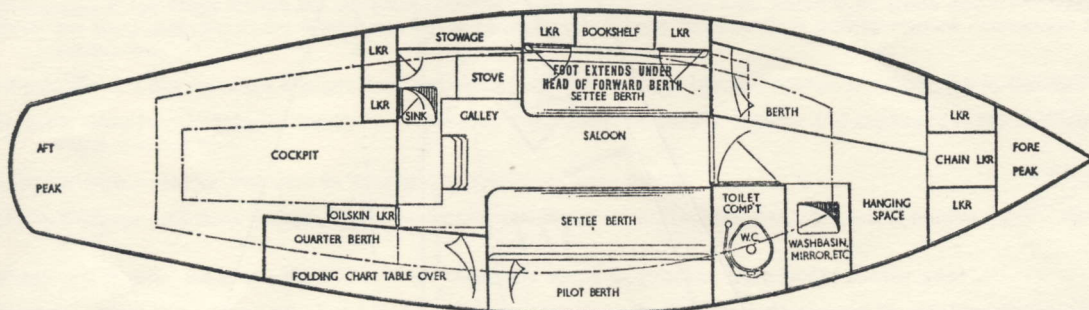 AFT
PEAK
COCKPIT
LKR
LKR
STOWAGE
STOVE
SINK
GALLEY
LKR
BOOKSHELF
LKR
FOOT EXTENDS UNDER
HEAD OF FORWARD BERTH
SETTEE BERTH
SALOON
BERTH
LKR
CHAIN LKR
LKR
FORE
PEAK
OILSKIN LKR
QUARTER BERTH
FOLDING CHART TABLE OVER
SETTEE BERTH
PILOT BERTH
TOILET
COMP'T
W.C.
WASHBASIN,
MIRROR, ETC
HANGING
SPACE